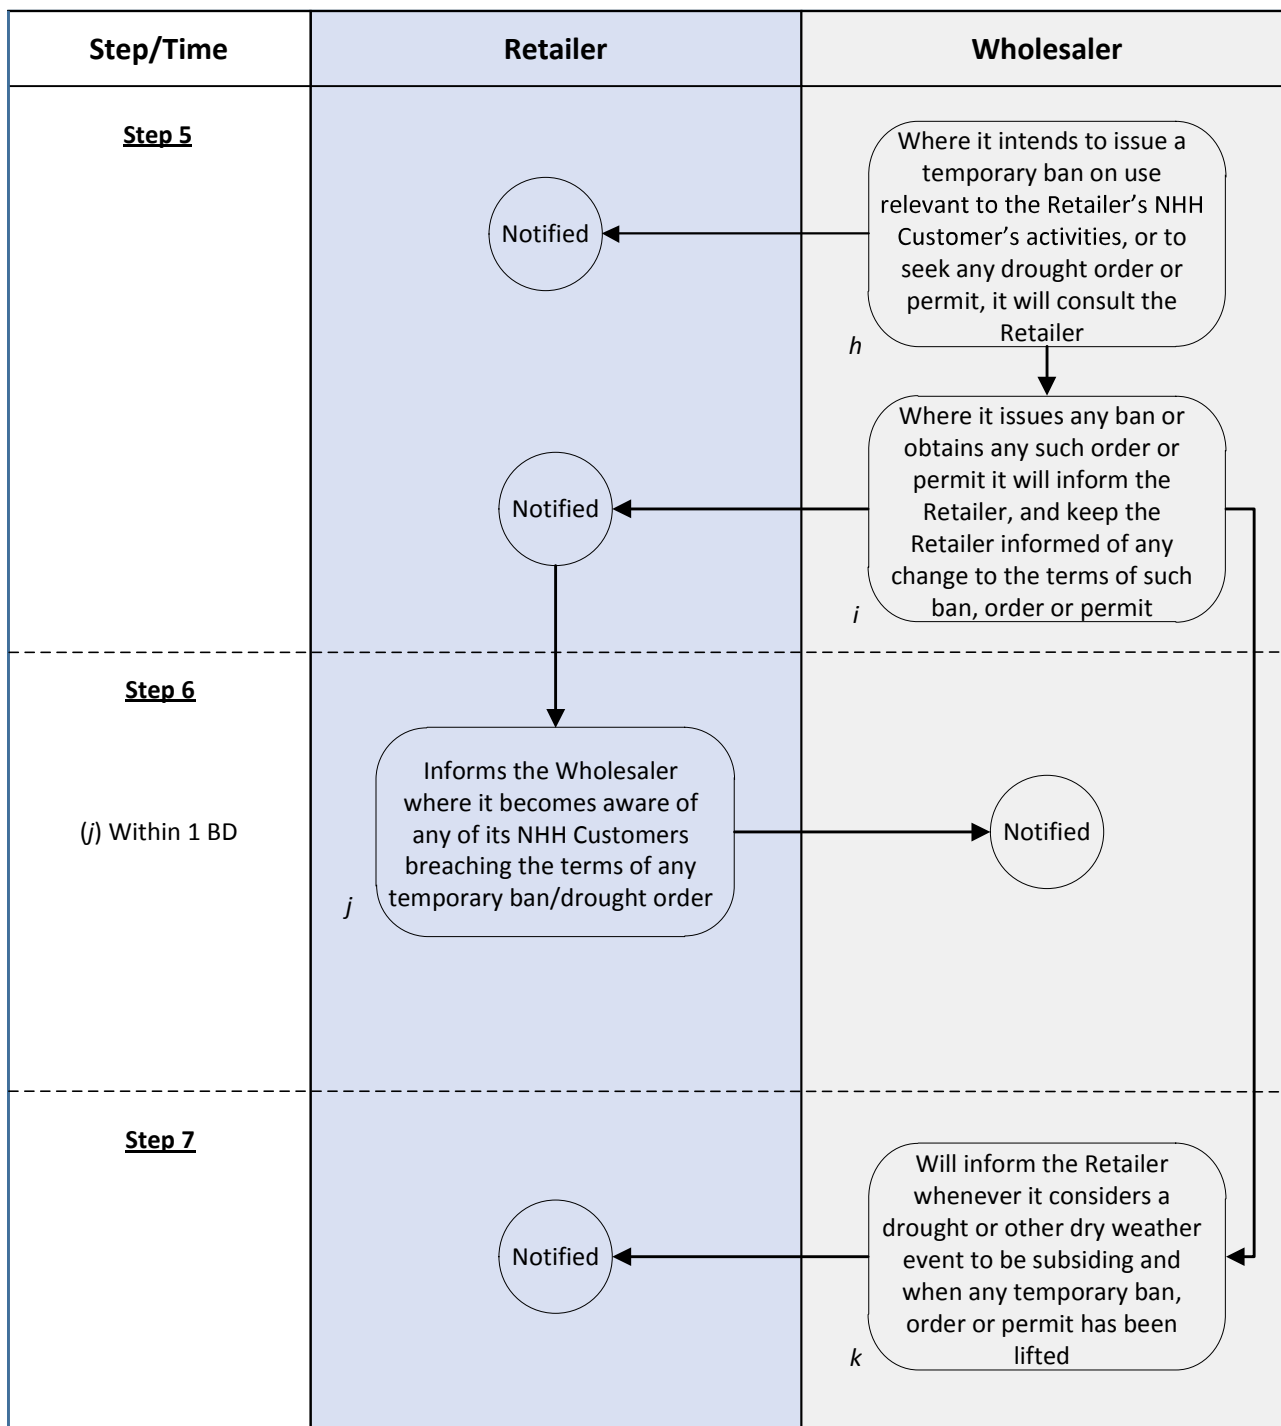 Step/Time
Retailer
Wholesaler
Step 5
Notified
Where it intends to issue a
temporary ban on use
relevant to the Retailer’s NHH
Customer’s activities, or to
seek any drought order or
permit, it will consult the
Retailer
h
Notified
Where it issues any ban or
obtains any such order or
permit it will inform the
Retailer, and keep the
Retailer informed of any
change to the terms of such
ban, order or permit
i
Step 6
(j) Within 1 BD
Informs the Wholesaler
where it becomes aware of
any of its NHH Customers
breaching the terms of any
temporary ban/drought order
j
Notified
Step 7
Notified
Will inform the Retailer
whenever it considers a
drought or other dry weather
event to be subsiding and
when any temporary ban,
order or permit has been
lifted
k